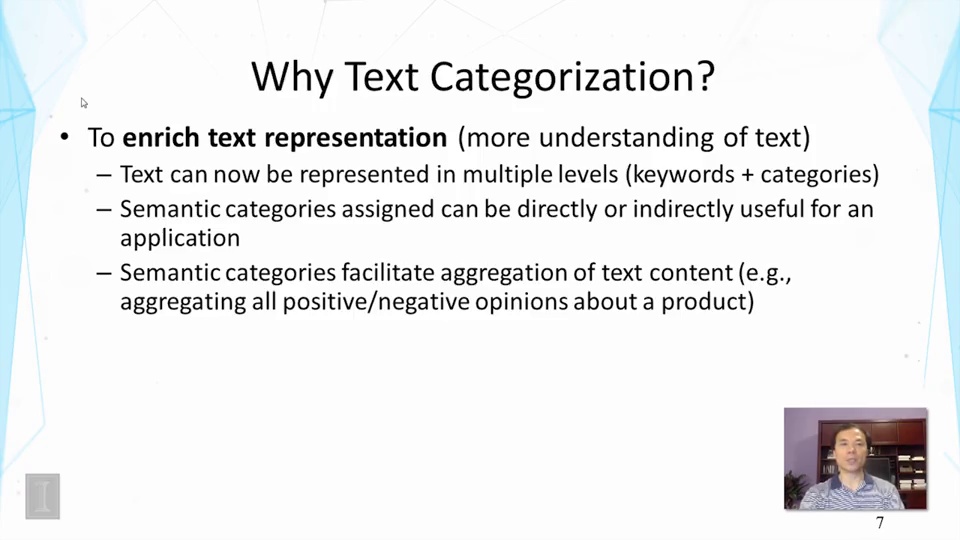 Why Text Categorization?
• To enrich text representation (more understanding of text)
– Text can now be represented in multiple levels (keywords + categories)
– Semantic categories assigned can be directly or indirectly useful for an
application
– Semantic categories facilitate aggregation of text content (e.g.,
aggregating all positive/negative opinions about a product)
I
7